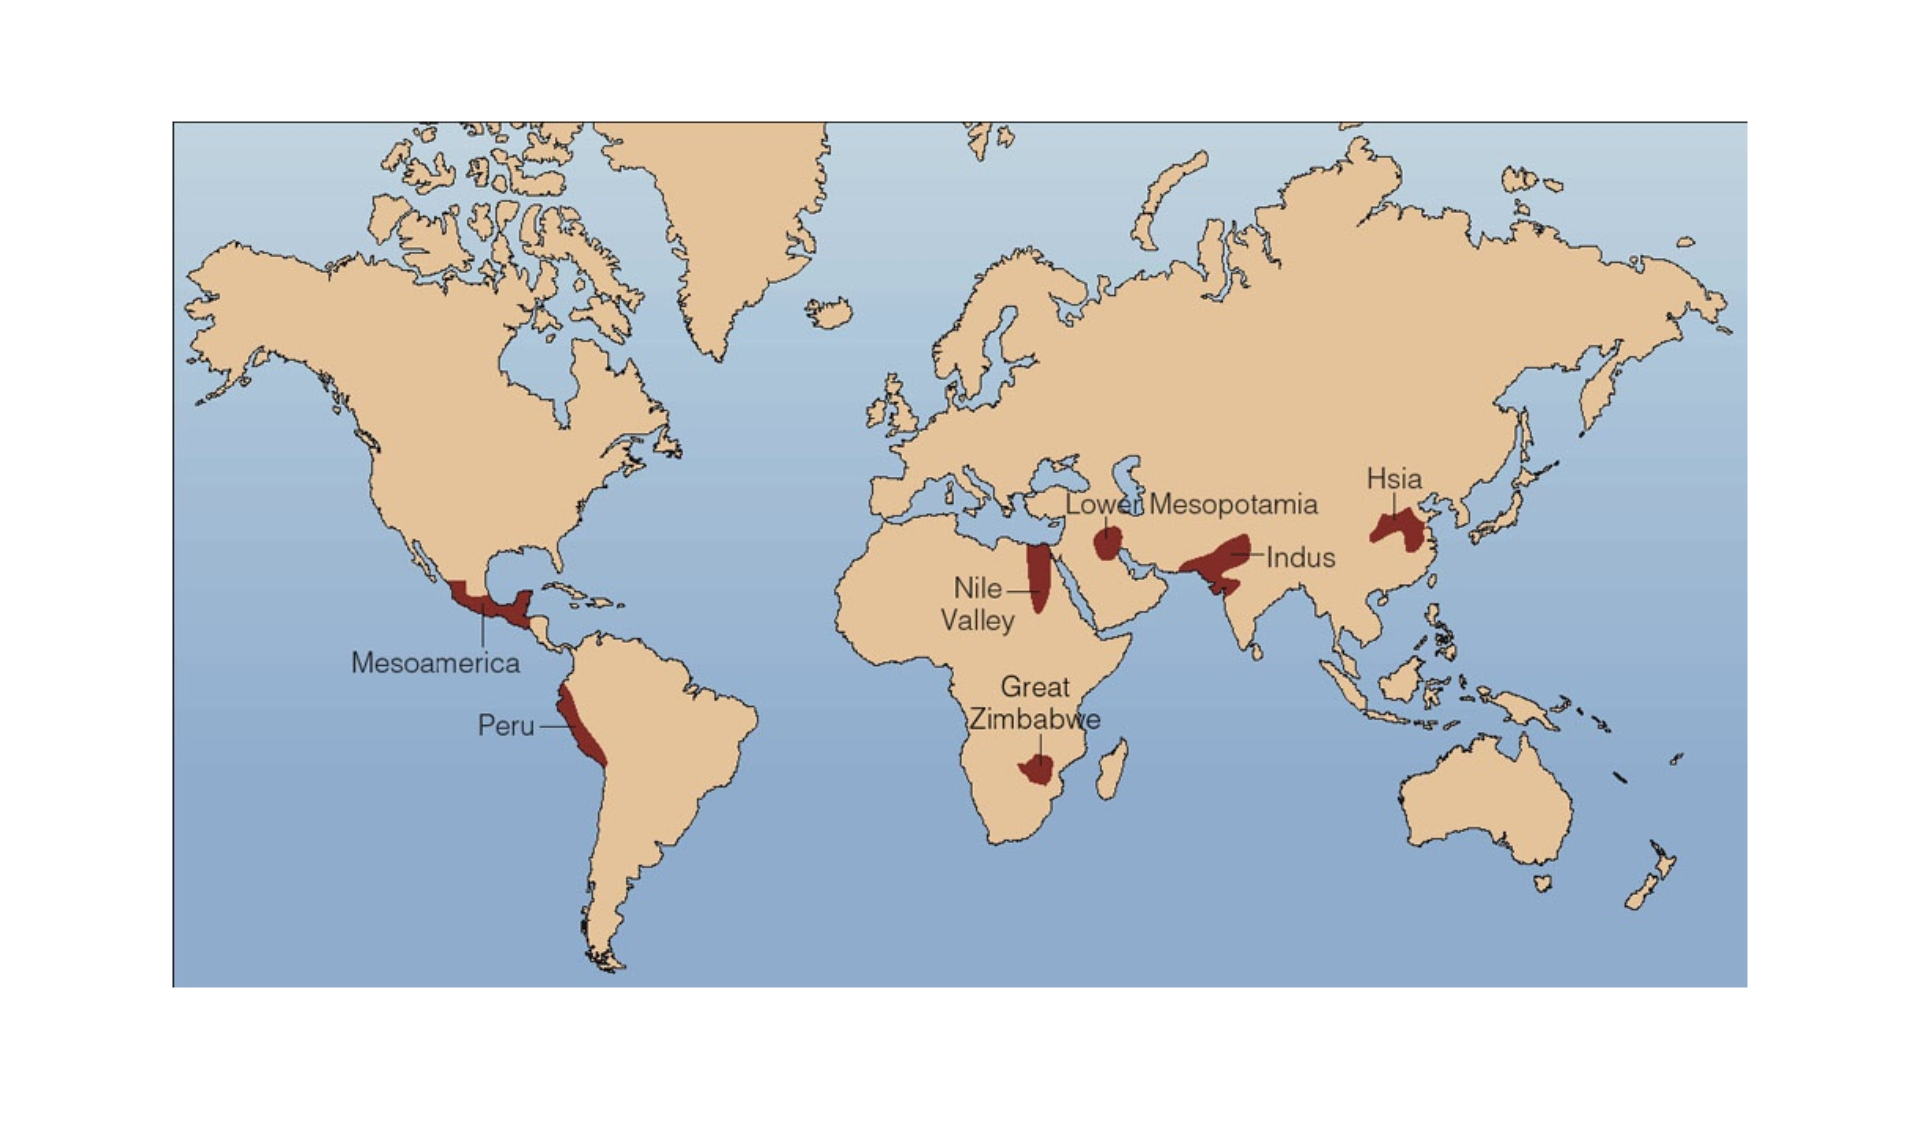 Hsia
Lower Mesopotamia
Indus
Nile
Valley
Mesoamerica
Great
Zimbabwe
Peru